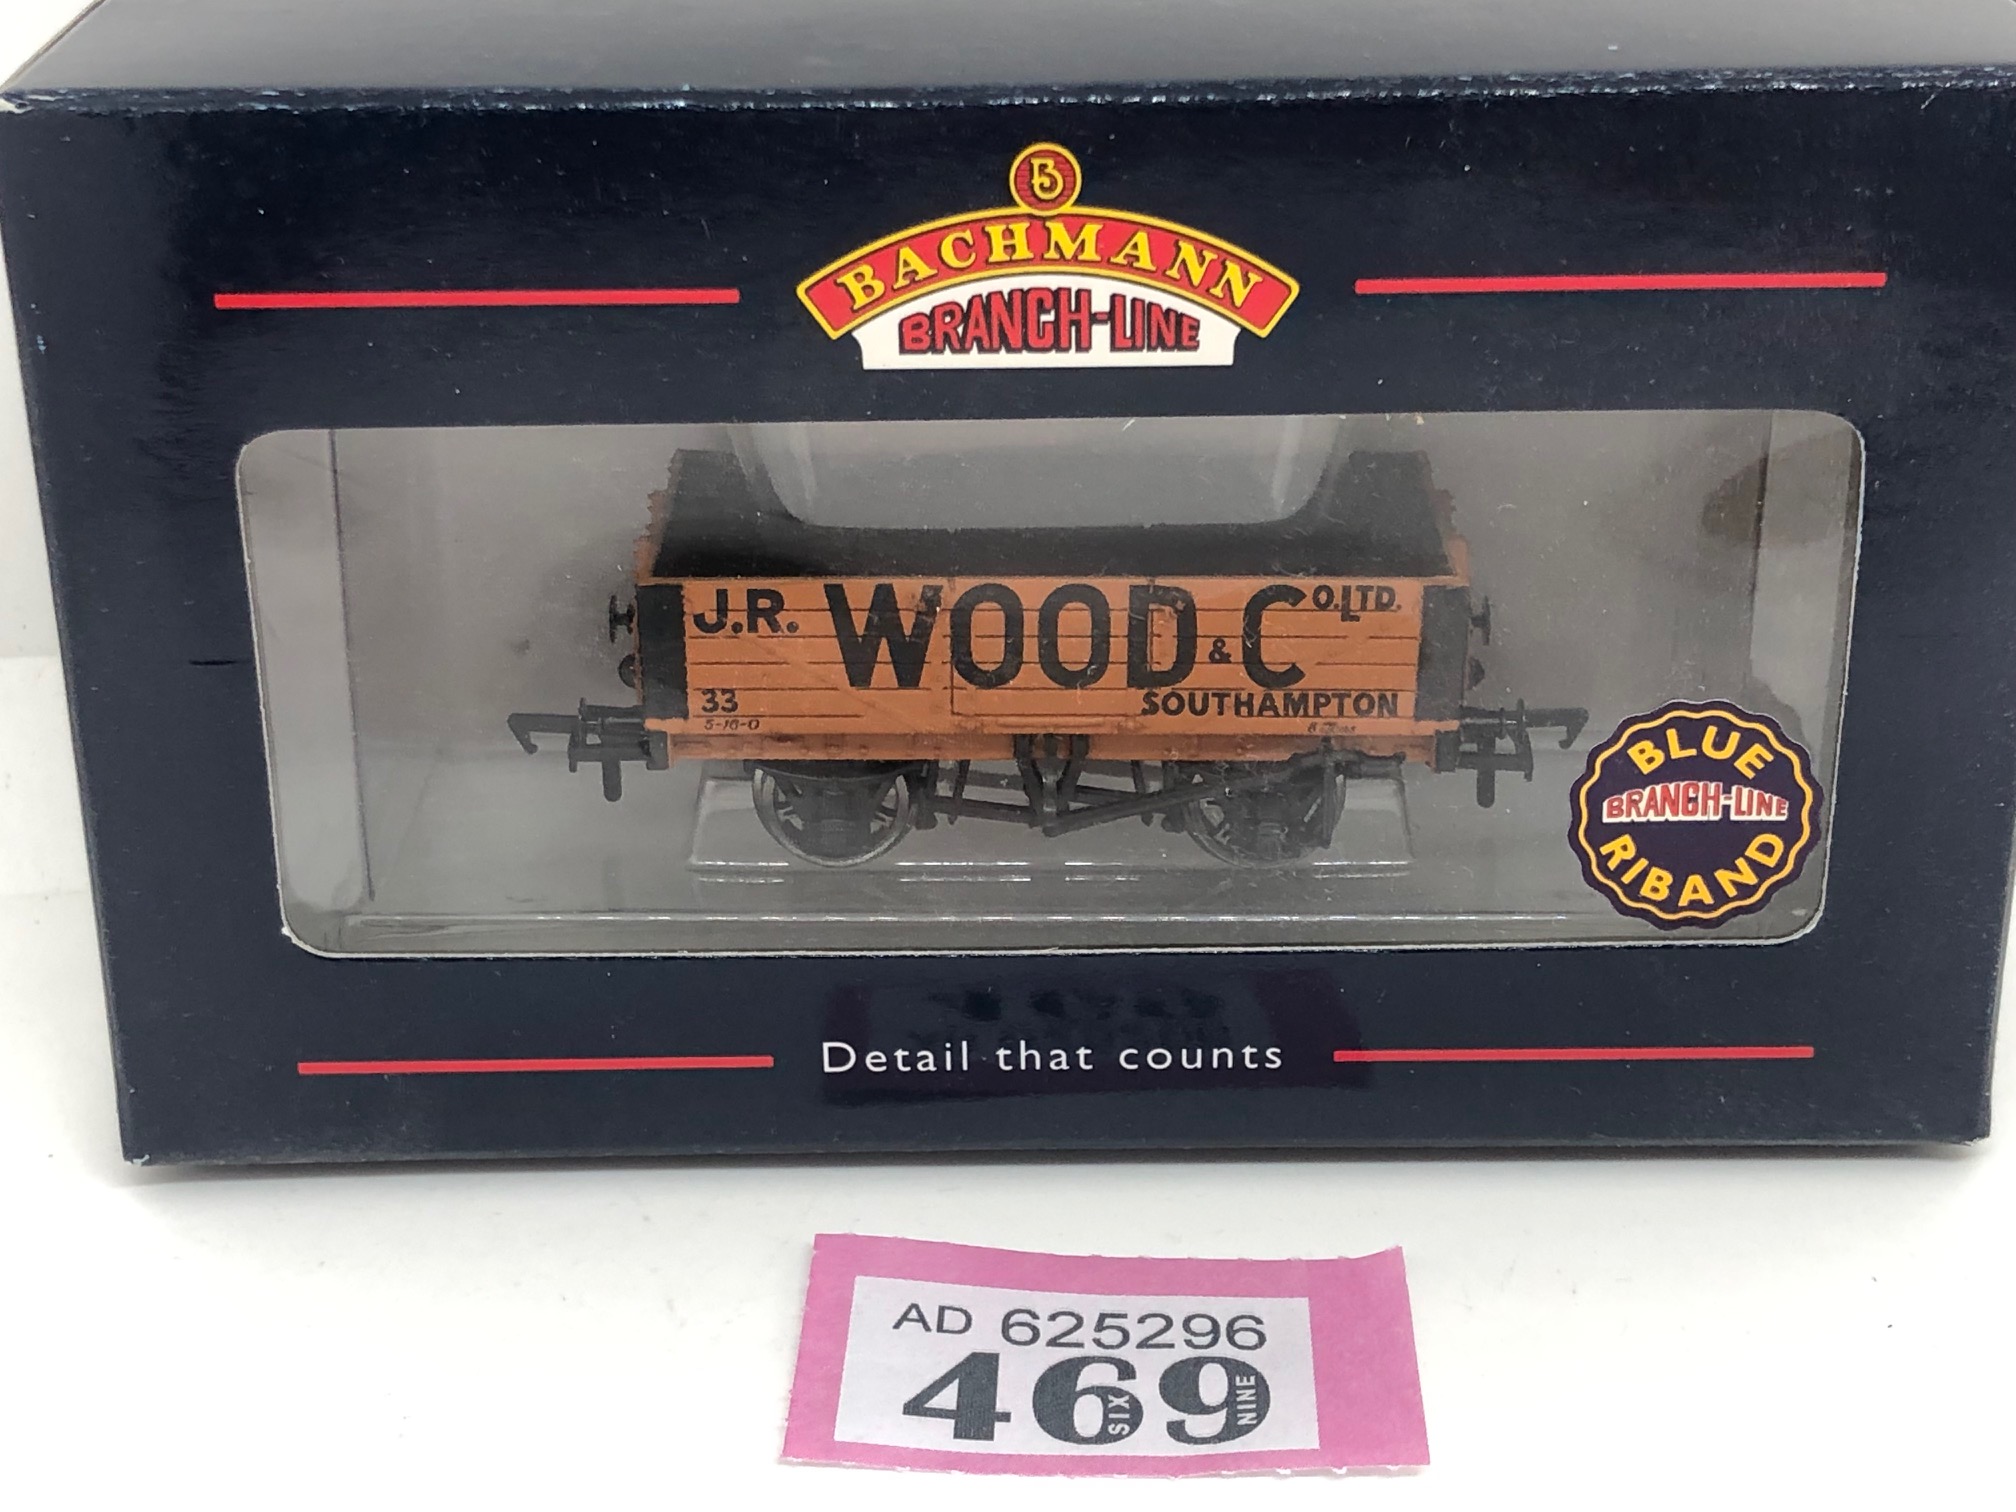 B
BACHMANN
BRANCH-LINE
J.R. WOOD & CO. LTD.
33 SOUTHAMPTON
5-16-0
BLUE
BRANCH-LINE
RIBAND
Detail that counts
AD 625296
469
SIX NINE